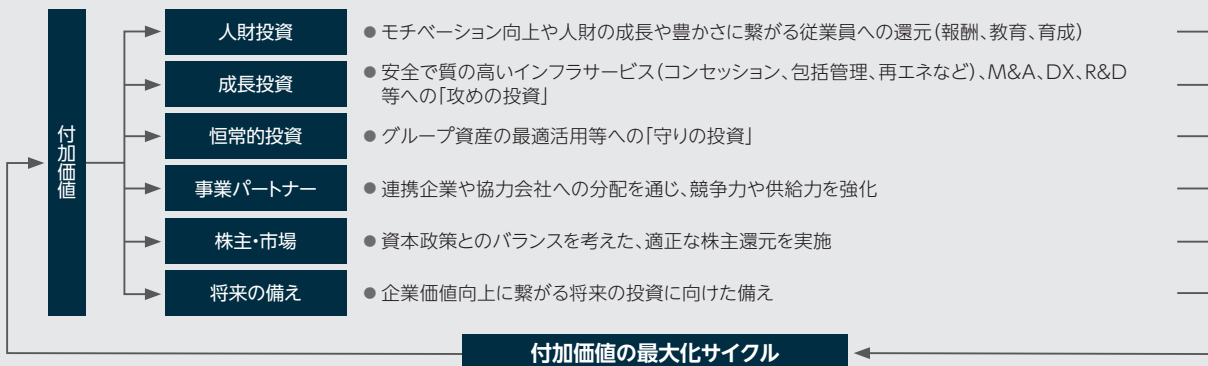 付加価値
人財投資
● モチベーション向上や人財の成長や豊かさに繋がる従業員への還元(報酬、教育、育成)
成長投資
● 安全で質の高いインフラサービス(コンセッション、包括管理、再エネなど)、M&A、DX、R&D
等への「攻めの投資」
恒常的投資
● グループ資産の最適活用等への「守りの投資」
事業パートナー
● 連携企業や協力会社への分配を通じ、競争力や供給力を強化
株主・市場
● 資本政策とのバランスを考えた、適正な株主還元を実施
将来の備え
● 企業価値向上に繋がる将来の投資に向けた備え
付加価値の最大化サイクル